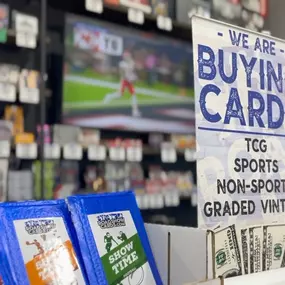 - WE ARE -
BUYIN
CARD
TCG
SPORTS
NON-SPORT
GRADED VINT
SHOW
TIME